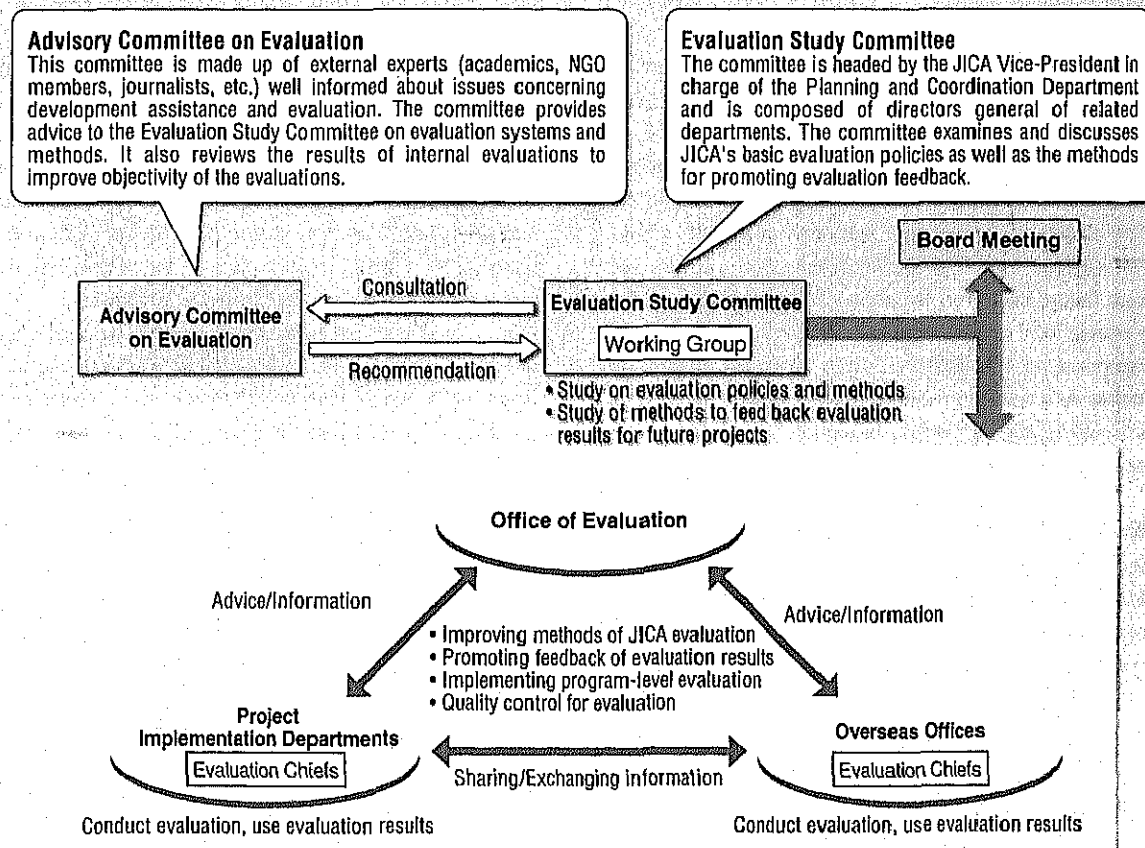 Advisory Committee on Evaluation
This committee is made up of external experts (academics, NGO
members, journalists, etc.) well informed about issues concerning
development assistance and evaluation. The committee provides
advice to the Evaluation Study Committee on evaluation systems and
methods. It also reviews the results of internal evaluations to
improve objectivity of the evaluations.
Evaluation Study Committee
The committee is headed by the JICA Vice-President in
charge of the Planning and Coordination Department
and is composed of directors general of related
departments. The committee examines and discusses
JICA's basic evaluation policies as well as the methods
for promoting evaluation feedback.
Board Meeting
Advisory Committee
on Evaluation
Consultation
Recommendation
Evaluation Study Committee
Working Group
• Study on evaluation policies and methods
• Study of methods to feed back evaluation
results for future projects
Office of Evaluation
Advice/Information
Advice/Information
• Improving methods of JICA evaluation
• Promoting feedback of evaluation results
• Implementing program-level evaluation
• Quality control for evaluation
Project
Implementation Departments
Evaluation Chiefs
Sharing/Exchanging information
Overseas Offices
Evaluation Chiefs
Conduct evaluation, use evaluation results
Conduct evaluation, use evaluation results